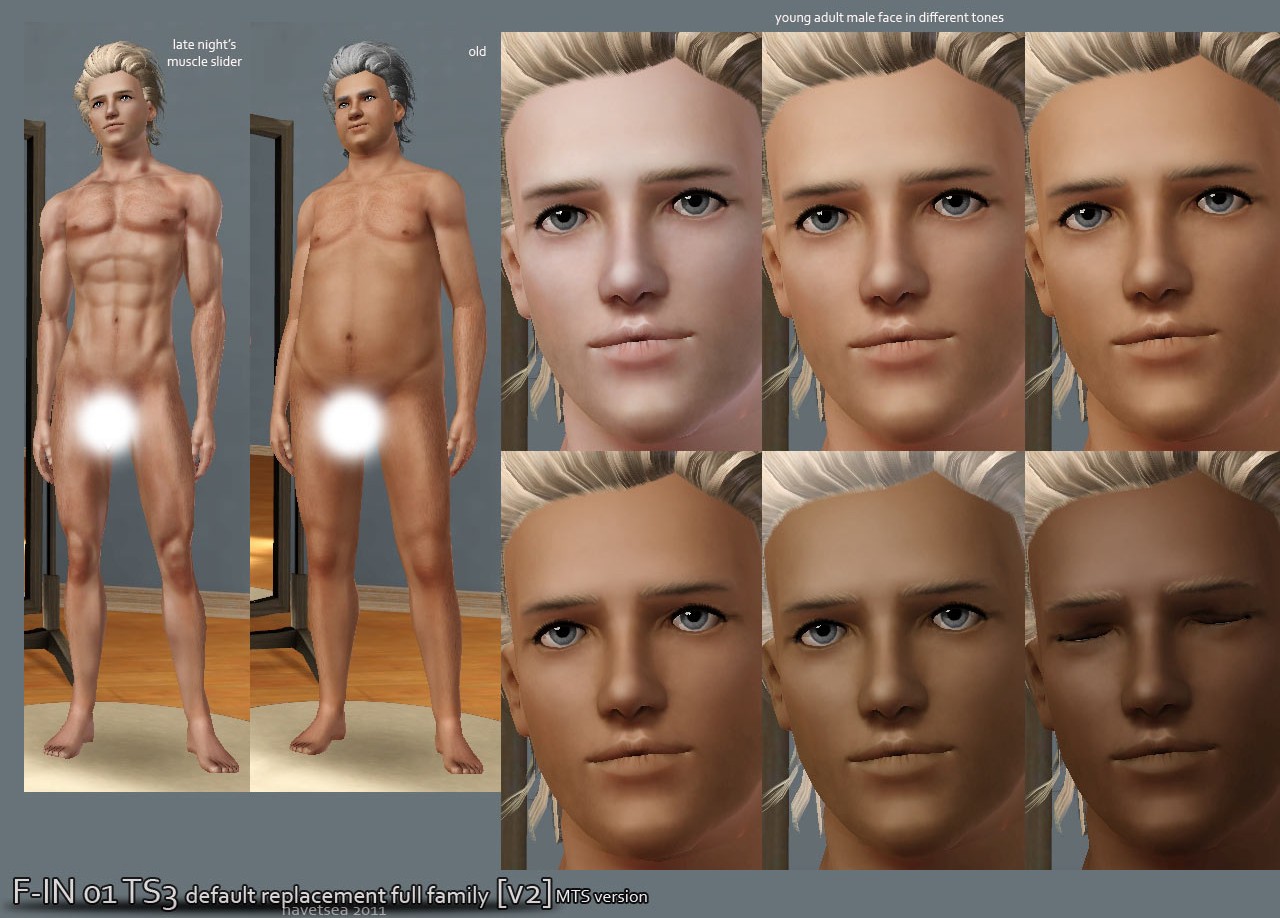 late night's
muscle slider
old
young adult male face in different tones
F-IN 01 TS3 default replacement full family [v2] MTS version
havetsea 2011